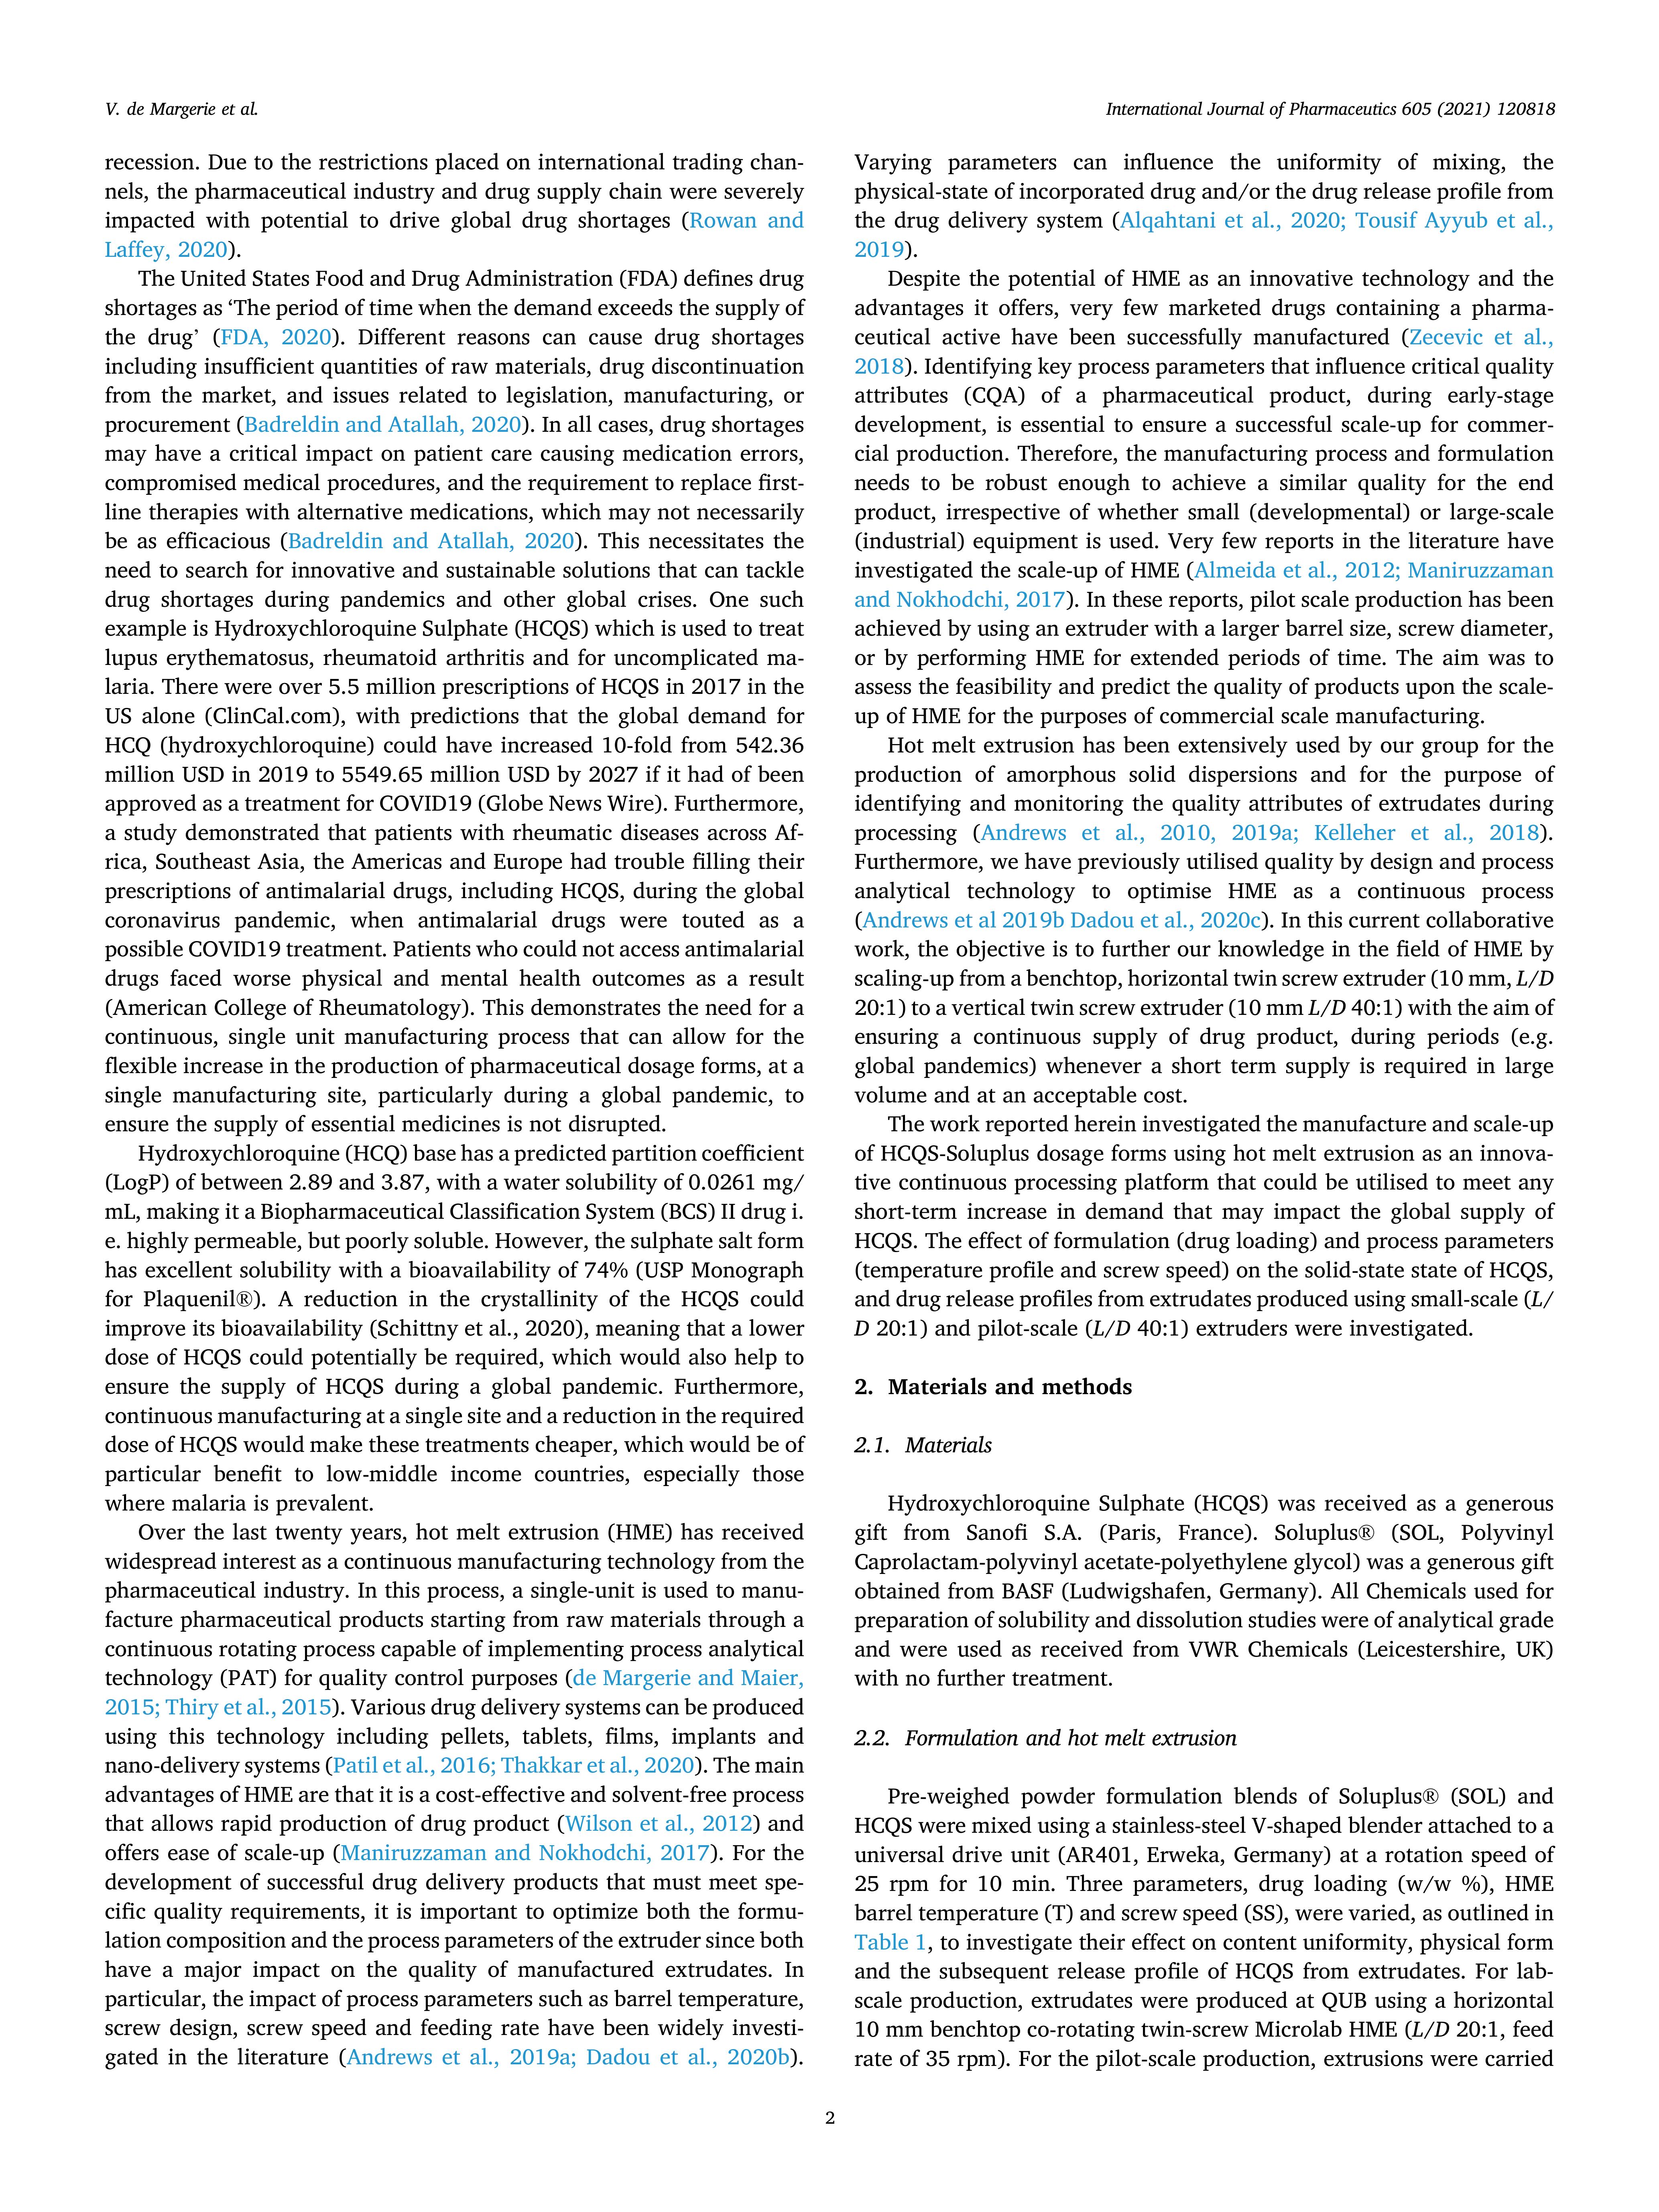 V. de Margerie et al.
International Journal of Pharmaceutics 605 (2021) 120818
recession. Due to the restrictions placed on international trading chan-
nels, the pharmaceutical industry and drug supply chain were severely
impacted with potential to drive global drug shortages (Rowan and
Laffey, 2020).
The United States Food and Drug Administration (FDA) defines drug
shortages as ‘The period of time when the demand exceeds the supply of
the drug’ (FDA, 2020). Different reasons can cause drug shortages
including insufficient quantities of raw materials, drug discontinuation
from the market, and issues related to legislation, manufacturing, or
procurement (Badreldin and Atallah, 2020). In all cases, drug shortages
may have a critical impact on patient care causing medication errors,
compromised medical procedures, and the requirement to replace first-
line therapies with alternative medications, which may not necessarily
be as efficacious (Badreldin and Atallah, 2020). This necessitates the
need to search for innovative and sustainable solutions that can tackle
drug shortages during pandemics and other global crises. One such
example is Hydroxychloroquine Sulphate (HCQS) which is used to treat
lupus erythematosus, rheumatoid arthritis and for uncomplicated ma-
laria. There were over 5.5 million prescriptions of HCQS in 2017 in the
US alone (ClinCal.com), with predictions that the global demand for
HCQ (hydroxychloroquine) could have increased 10-fold from 542.36
million USD in 2019 to 5549.65 million USD by 2027 if it had of been
approved as a treatment for COVID19 (Globe News Wire). Furthermore,
a study demonstrated that patients with rheumatic diseases across Af-
rica, Southeast Asia, the Americas and Europe had trouble filling their
prescriptions of antimalarial drugs, including HCQS, during the global
coronavirus pandemic, when antimalarial drugs were touted as a
possible COVID19 treatment. Patients who could not access antimalarial
drugs faced worse physical and mental health outcomes as a result
(American College of Rheumatology). This demonstrates the need for a
continuous, single unit manufacturing process that can allow for the
flexible increase in the production of pharmaceutical dosage forms, at a
single manufacturing site, particularly during a global pandemic, to
ensure the supply of essential medicines is not disrupted.
Hydroxychloroquine (HCQ) base has a predicted partition coefficient
(LogP) of between 2.89 and 3.87, with a water solubility of 0.0261 mg/
mL, making it a Biopharmaceutical Classification System (BCS) II drug i.
e. highly permeable, but poorly soluble. However, the sulphate salt form
has excellent solubility with a bioavailability of 74% (USP Monograph
for Plaquenil®). A reduction in the crystallinity of the HCQS could
improve its bioavailability (Schittny et al., 2020), meaning that a lower
dose of HCQS could potentially be required, which would also help to
ensure the supply of HCQS during a global pandemic. Furthermore,
continuous manufacturing at a single site and a reduction in the required
dose of HCQS would make these treatments cheaper, which would be of
particular benefit to low-middle income countries, especially those
where malaria is prevalent.
Over the last twenty years, hot melt extrusion (HME) has received
widespread interest as a continuous manufacturing technology from the
pharmaceutical industry. In this process, a single-unit is used to manu-
facture pharmaceutical products starting from raw materials through a
continuous rotating process capable of implementing process analytical
technology (PAT) for quality control purposes (de Margerie and Maier,
2015; Thiry et al., 2015). Various drug delivery systems can be produced
using this technology including pellets, tablets, films, implants and
nano-delivery systems (Patil et al., 2016; Thakkar et al., 2020). The main
advantages of HME are that it is a cost-effective and solvent-free process
that allows rapid production of drug product (Wilson et al., 2012) and
offers ease of scale-up (Maniruzzaman and Nokhodchi, 2017). For the
development of successful drug delivery products that must meet spe-
cific quality requirements, it is important to optimize both the formu-
lation composition and the process parameters of the extruder since both
have a major impact on the quality of manufactured extrudates. In
particular, the impact of process parameters such as barrel temperature,
screw design, screw speed and feeding rate have been widely investi-
gated in the literature (Andrews et al., 2019a; Dadou et al., 2020b).
Varying parameters can influence the uniformity of mixing, the
physical-state of incorporated drug and/or the drug release profile from
the drug delivery system (Alqahtani et al., 2020; Tousif Ayyub et al.,
2019).
Despite the potential of HME as an innovative technology and the
advantages it offers, very few marketed drugs containing a pharma-
ceutical active have been successfully manufactured (Zecevic et al.,
2018). Identifying key process parameters that influence critical quality
attributes (CQA) of a pharmaceutical product, during early-stage
development, is essential to ensure a successful scale-up for commer-
cial production. Therefore, the manufacturing process and formulation
needs to be robust enough to achieve a similar quality for the end
product, irrespective of whether small (developmental) or large-scale
(industrial) equipment is used. Very few reports in the literature have
investigated the scale-up of HME (Almeida et al., 2012; Maniruzzaman
and Nokhodchi, 2017). In these reports, pilot scale production has been
achieved by using an extruder with a larger barrel size, screw diameter,
or by performing HME for extended periods of time. The aim was to
assess the feasibility and predict the quality of products upon the scale-
up of HME for the purposes of commercial scale manufacturing.
Hot melt extrusion has been extensively used by our group for the
production of amorphous solid dispersions and for the purpose of
identifying and monitoring the quality attributes of extrudates during
processing (Andrews et al., 2010, 2019a; Kelleher et al., 2018).
Furthermore, we have previously utilised quality by design and process
analytical technology to optimise HME as a continuous process
(Andrews et al 2019b Dadou et al., 2020c). In this current collaborative
work, the objective is to further our knowledge in the field of HME by
scaling-up from a benchtop, horizontal twin screw extruder (10 mm, L/D
20:1) to a vertical twin screw extruder (10 mm L/D 40:1) with the aim of
ensuring a continuous supply of drug product, during periods (e.g.
global pandemics) whenever a short term supply is required in large
volume and at an acceptable cost.
The work reported herein investigated the manufacture and scale-up
of HCQS-Soluplus dosage forms using hot melt extrusion as an innova-
tive continuous processing platform that could be utilised to meet any
short-term increase in demand that may impact the global supply of
HCQS. The effect of formulation (drug loading) and process parameters
(temperature profile and screw speed) on the solid-state state of HCQS,
and drug release profiles from extrudates produced using small-scale (L/
D 20:1) and pilot-scale (L/D 40:1) extruders were investigated.
2. Materials and methods
2.1. Materials
Hydroxychloroquine Sulphate (HCQS) was received as a generous
gift from Sanofi S.A. (Paris, France). Soluplus® (SOL, Polyvinyl
Caprolactam-polyvinyl acetate-polyethylene glycol) was a generous gift
obtained from BASF (Ludwigshafen, Germany). All Chemicals used for
preparation of solubility and dissolution studies were of analytical grade
and were used as received from VWR Chemicals (Leicestershire, UK)
with no further treatment.
2.2. Formulation and hot melt extrusion
Pre-weighed powder formulation blends of Soluplus® (SOL) and
HCQS were mixed using a stainless-steel V-shaped blender attached to a
universal drive unit (AR401, Erweka, Germany) at a rotation speed of
25 rpm for 10 min. Three parameters, drug loading (w/w %), HME
barrel temperature (T) and screw speed (SS), were varied, as outlined in
Table 1, to investigate their effect on content uniformity, physical form
and the subsequent release profile of HCQS from extrudates. For lab-
scale production, extrudates were produced at QUB using a horizontal
10 mm benchtop co-rotating twin-screw Microlab HME (L/D 20:1, feed
rate of 35 rpm). For the pilot-scale production, extrusions were carried
2